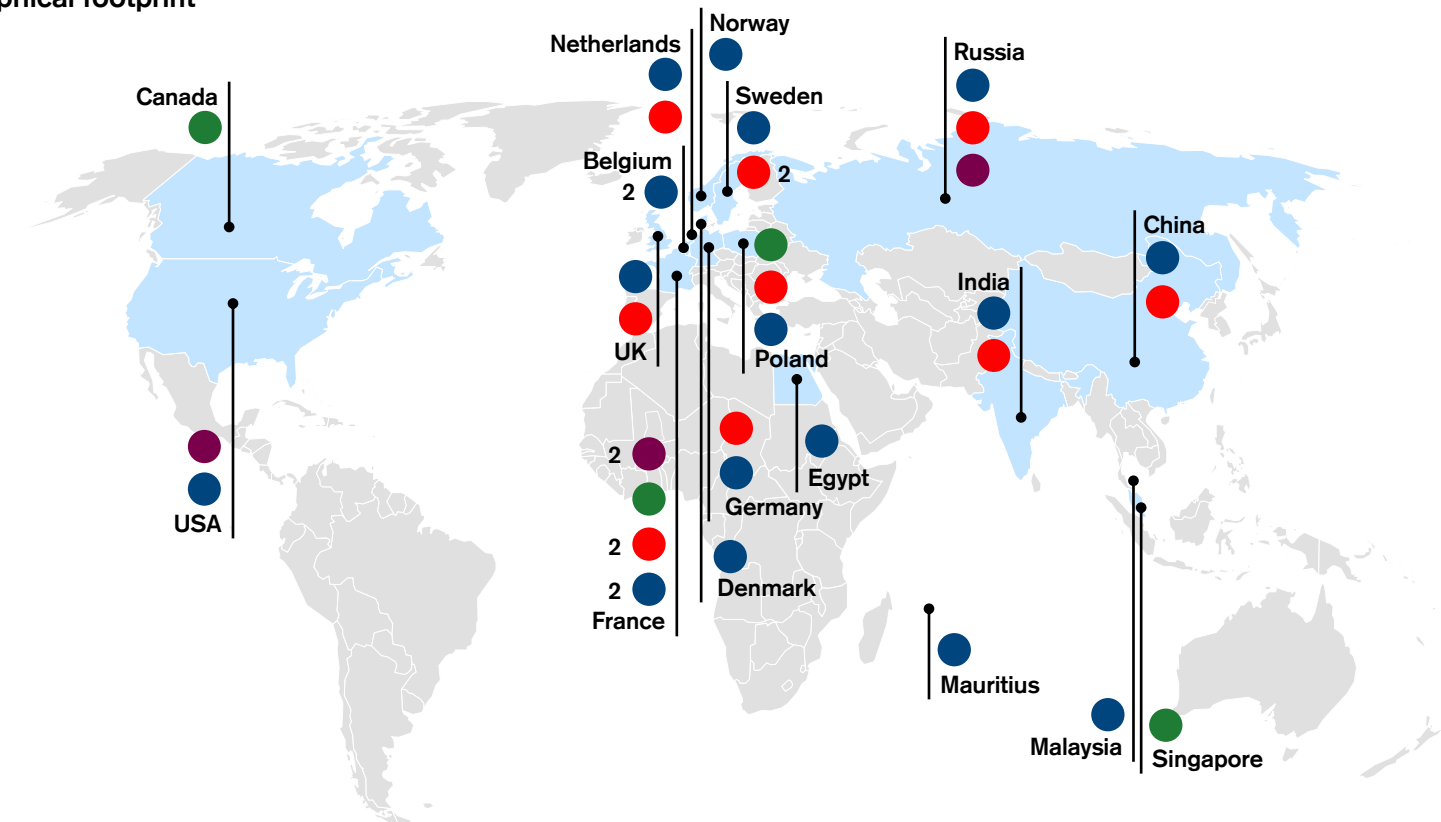 footprint
Norway
Netherlands
Russia
Canada
Sweden
Belgium
2
2
China
India
UK
Poland
2
Egypt
Germany
USA
2
Denmark
2
France
Mauritius
Malaysia
Singapore